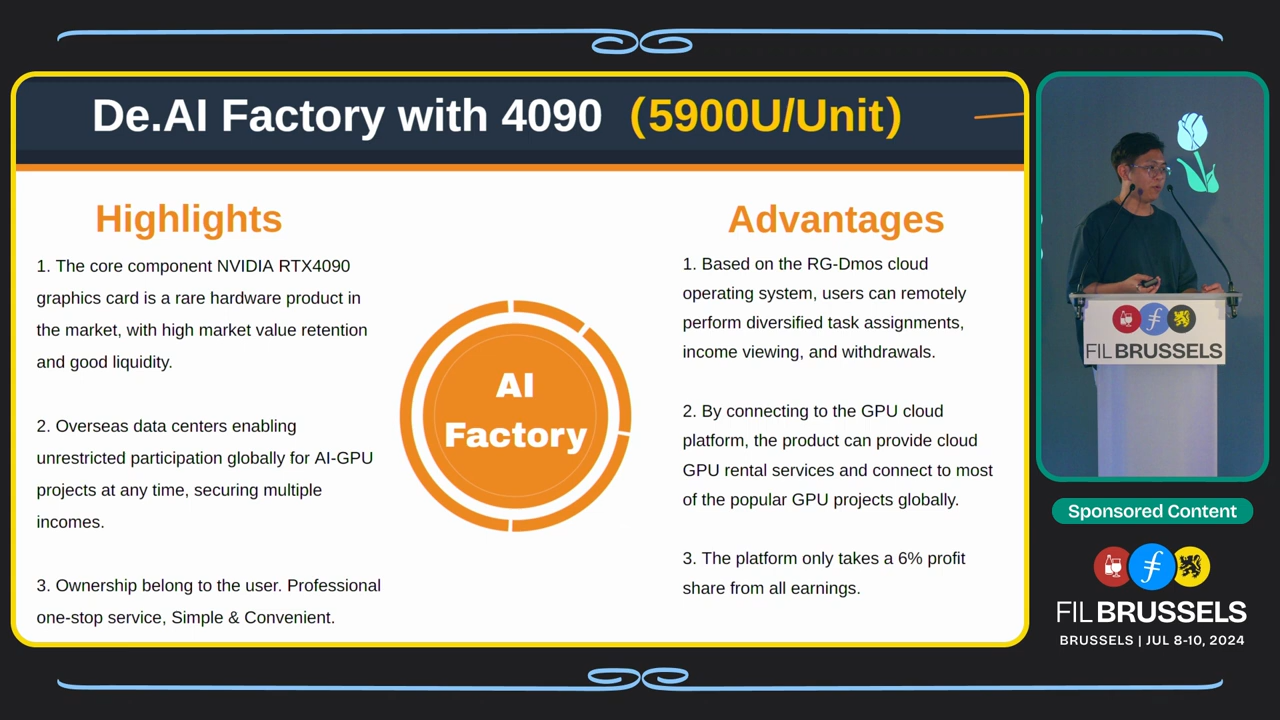 De.AI Factory with 4090 (5900U/Unit)
Highlights
1. The core component NVIDIA RTX4090
graphics card is a rare hardware product in
the market, with high market value retention
and good liquidity.
2. Overseas data centers enabling
unrestricted participation globally for AI-GPU
projects at any time, securing multiple
incomes.
3. Ownership belong to the user. Professional
one-stop service, Simple & Convenient.
AI
Factory
Advantages
1. Based on the RG-Dmos cloud
operating system, users can remotely
perform diversified task assignments,
income viewing, and withdrawals.
2. By connecting to the GPU cloud
platform, the product can provide cloud
GPU rental services and connect to most
of the popular GPU projects globally.
3. The platform only takes a 6% profit
share from all earnings.
FIL BRUSSELS
Sponsored Content
FIL BRUSSELS
BRUSSELS | JUL 8-10, 2024